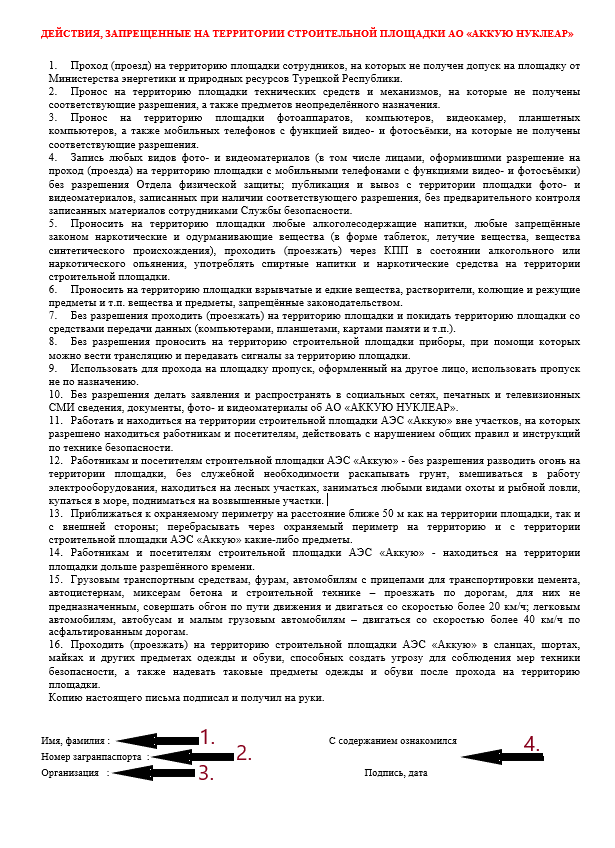 ДЕЙСТВИЯ, ЗАПРЕЩЕННЫЕ НА ТЕРРИТОРИИ СТРОИТЕЛЬНОЙ ПЛОЩАДКИ АО «АККУЮ НУКЛЕАР»
1. Проход (проезд) на территорию площадки сотрудников, на которых не получен допуск на площадку от
Министерства энергетики и природных ресурсов Турецкой Республики.
2. Пронос на территорию площадки технических средств и механизмов, на которые не получены
соответствующие разрешения, а также предметов неопределённого назначения.
3. Пронос на территорию площадки фотоаппаратов, компьютеров, видеокамер, планшетных
компьютеров, а также мобильных телефонов с функцией видео- и фотосъёмки, на которые не получены
соответствующие разрешения.
4. Запись любых видов фото- и видеоматериалов (в том числе лицами, оформившими разрешение на
проход (проезда) на территорию площадки с мобильными телефонами с функциями видео- и фотосъёмки)
без разрешения Отдела физической защиты; публикация и вывоз с территории площадки фото- и
видеоматериалов, записанных при наличии соответствующего разрешения, без предварительного контроля
записанных материалов сотрудниками Службы безопасности.
5. Проносить на территорию площадки любые алкоголесодержащие напитки, любые запрещённые
законом наркотические и одурманивающие вещества (в форме таблеток, летучие вещества, вещества
синтетического происхождения), проходить (проезжать) через КПП в состоянии алкогольного или
наркотического опьянения, употреблять спиртные напитки и наркотические средства на территории
строительной площадки.
6. Проносить на территорию площадки взрывчатые и едкие вещества, растворители, колющие и режущие
предметы и т.п. вещества и предметы, запрещённые законодательством.
7. Без разрешения проходить (проезжать) на территорию площадки и покидать территорию площадки со
средствами передачи данных (компьютерами, планшетами, картами памяти и т.п.).
8. Без разрешения проносить на территорию строительной площадки приборы, при помощи которых
можно вести трансляцию и передавать сигналы за территорию площадки.
9. Использовать для прохода на площадку пропуск, оформленный на другое лицо, использовать пропуск
не по назначению.
10. Без разрешения делать заявления и распространять в социальных сетях, печатных и телевизионных
СМИ сведения, документы, фото- и видеоматериалы об АО «АККУЮ НУКЛЕАР».
11. Работать и находиться на территории строительной площадки АЭС «Аккую» вне участков, на которых
разрешено находиться работникам и посетителям, действовать с нарушением общих правил и инструкций
по технике безопасности.
12. Работникам и посетителям строительной площадки АЭС «Аккую» - без разрешения разводить огонь на
территории площадки, без служебной необходимости раскапывать грунт, вмешиваться в работу
электрооборудования, находиться на лесных участках, заниматься любыми видами охоты и рыбной ловли,
купаться в море, подниматься на возвышенные участки.
13. Приближаться к охраняемому периметру на расстояние ближе 50 м как на территории площадки, так и
с внешней стороны; перебрасывать через охраняемый периметр на территорию и с территории
строительной площадки АЭС «Аккую» какие-либо предметы.
14. Работникам и посетителям строительной площадки АЭС «Аккую» - находиться на территории
площадки дольше разрешённого времени.
15. Грузовым транспортным средствам, фурам, автомобилям с прицепами для транспортировки цемента,
автоцистернам, миксерам бетона и строительной технике – проезжать по дорогам, для них не
предназначенным, совершать обгон по пути движения и двигаться со скоростью более 20 км/ч; легковым
автомобилям, автобусам и малым грузовым автомобилям – двигаться со скоростью более 40 км/ч по
асфальтированным дорогам.
16. Проходить (проезжать) на территорию строительной площадки АЭС «Аккую» в сланцах, шортах,
майках и других предметах одежды и обуви, способных создать угрозу для соблюдения мер техники
безопасности, а также надевать таковые предметы одежды и обуви после прохода на территорию
площадки.
Копию настоящего письма подписал и получил на руки.
Имя, фамилия : 1. С содержанием ознакомился
Номер загранпаспорта : 2. 4.
Организация : 3. Подпись, дата